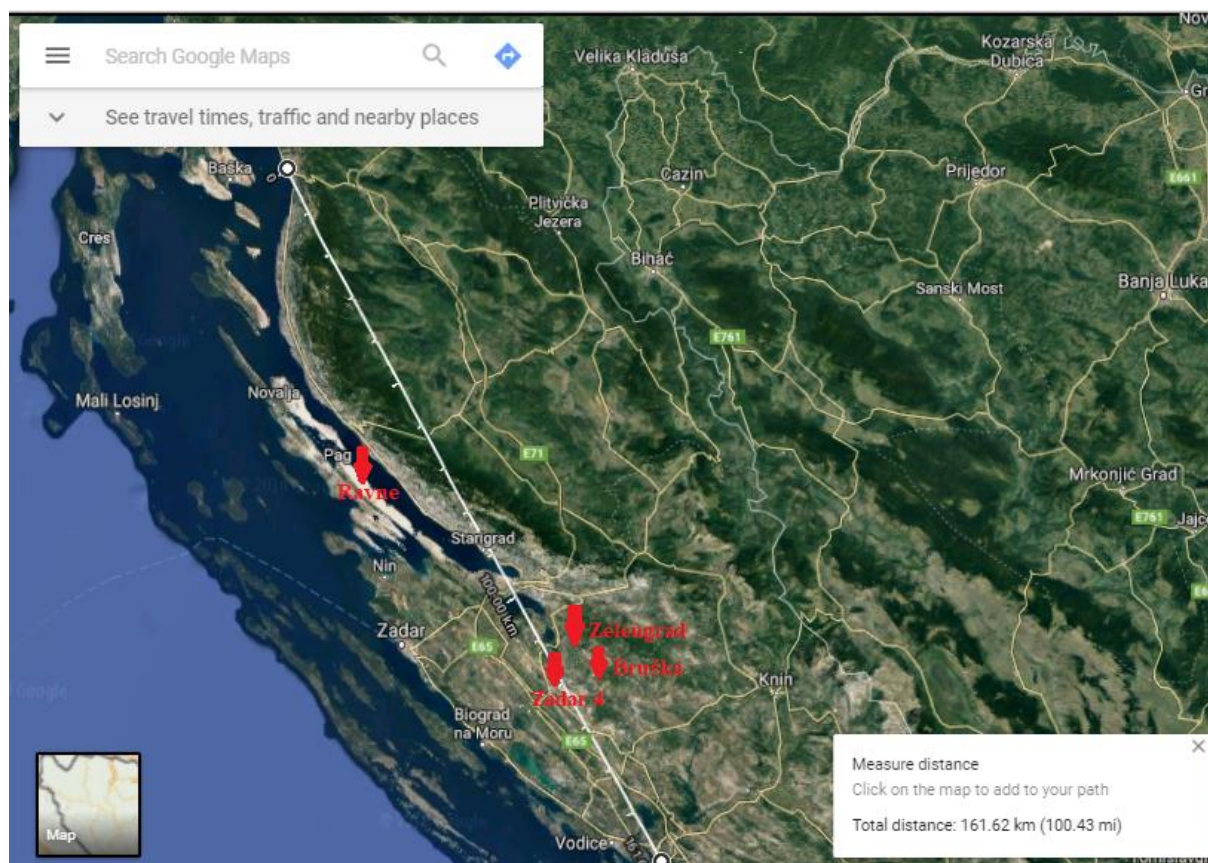 Search Google Maps
See travel times, traffic and nearby places
Velika Kladuša
Kozarska
Dubica
Baška
Cazin
Prijedor
E661
Plitvička
Jezera
Cres
Bihać
Sanski Most
Banja Luka
E761
Novalja
Mali Losinj
Pag
E71
Ravne
Mrkonjić Grad
E761
Starigrad
Nin
100.00 km
Zadar
E65
Zelengrad
Bruška
Zadar 4
Knin
Biograd
na Moru
E65
Vodice
Map
Measure distance
Click on the map to add to your path
Total distance: 161.62 km (100.43 mi)